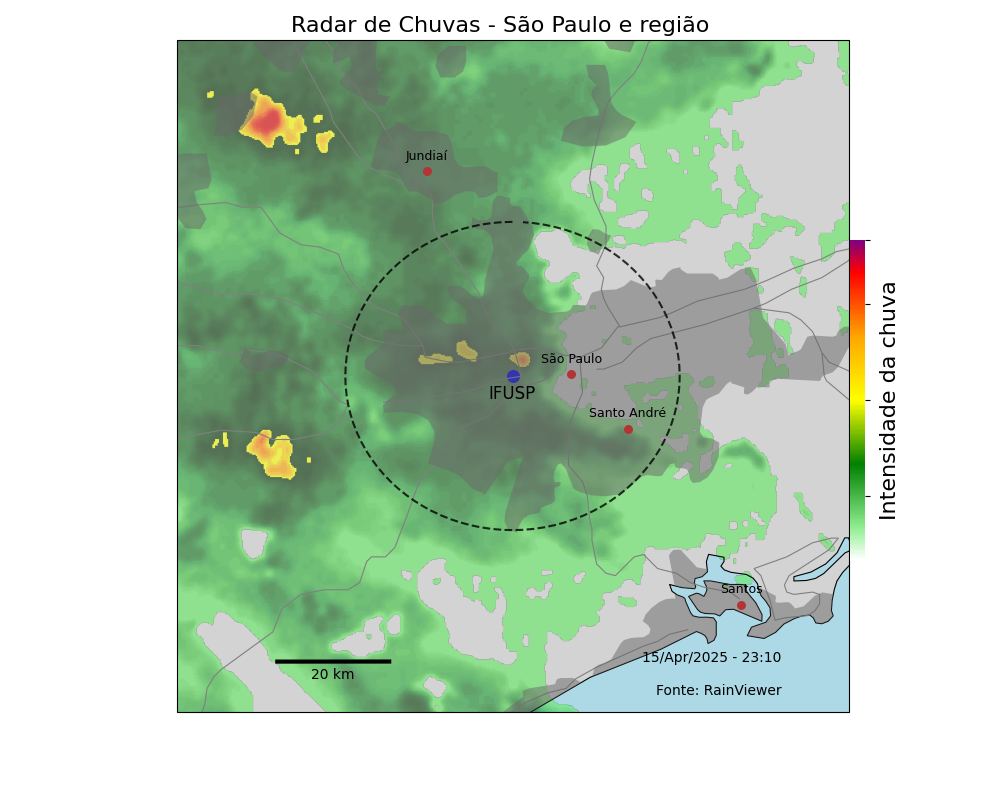 Radar de Chuvas - São Paulo e região
Jundiaí
São Paulo
IFUSP
Santo André
Santos
15/Apr/2025 - 23:10
20 km
Fonte: RainViewer
Intensidade da chuva